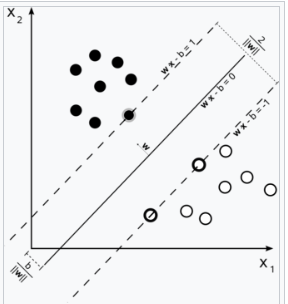 X₂
w x - b = 1
2
||w||
w x - b = 0
w x - b = -1
w
b
||w||
X₁